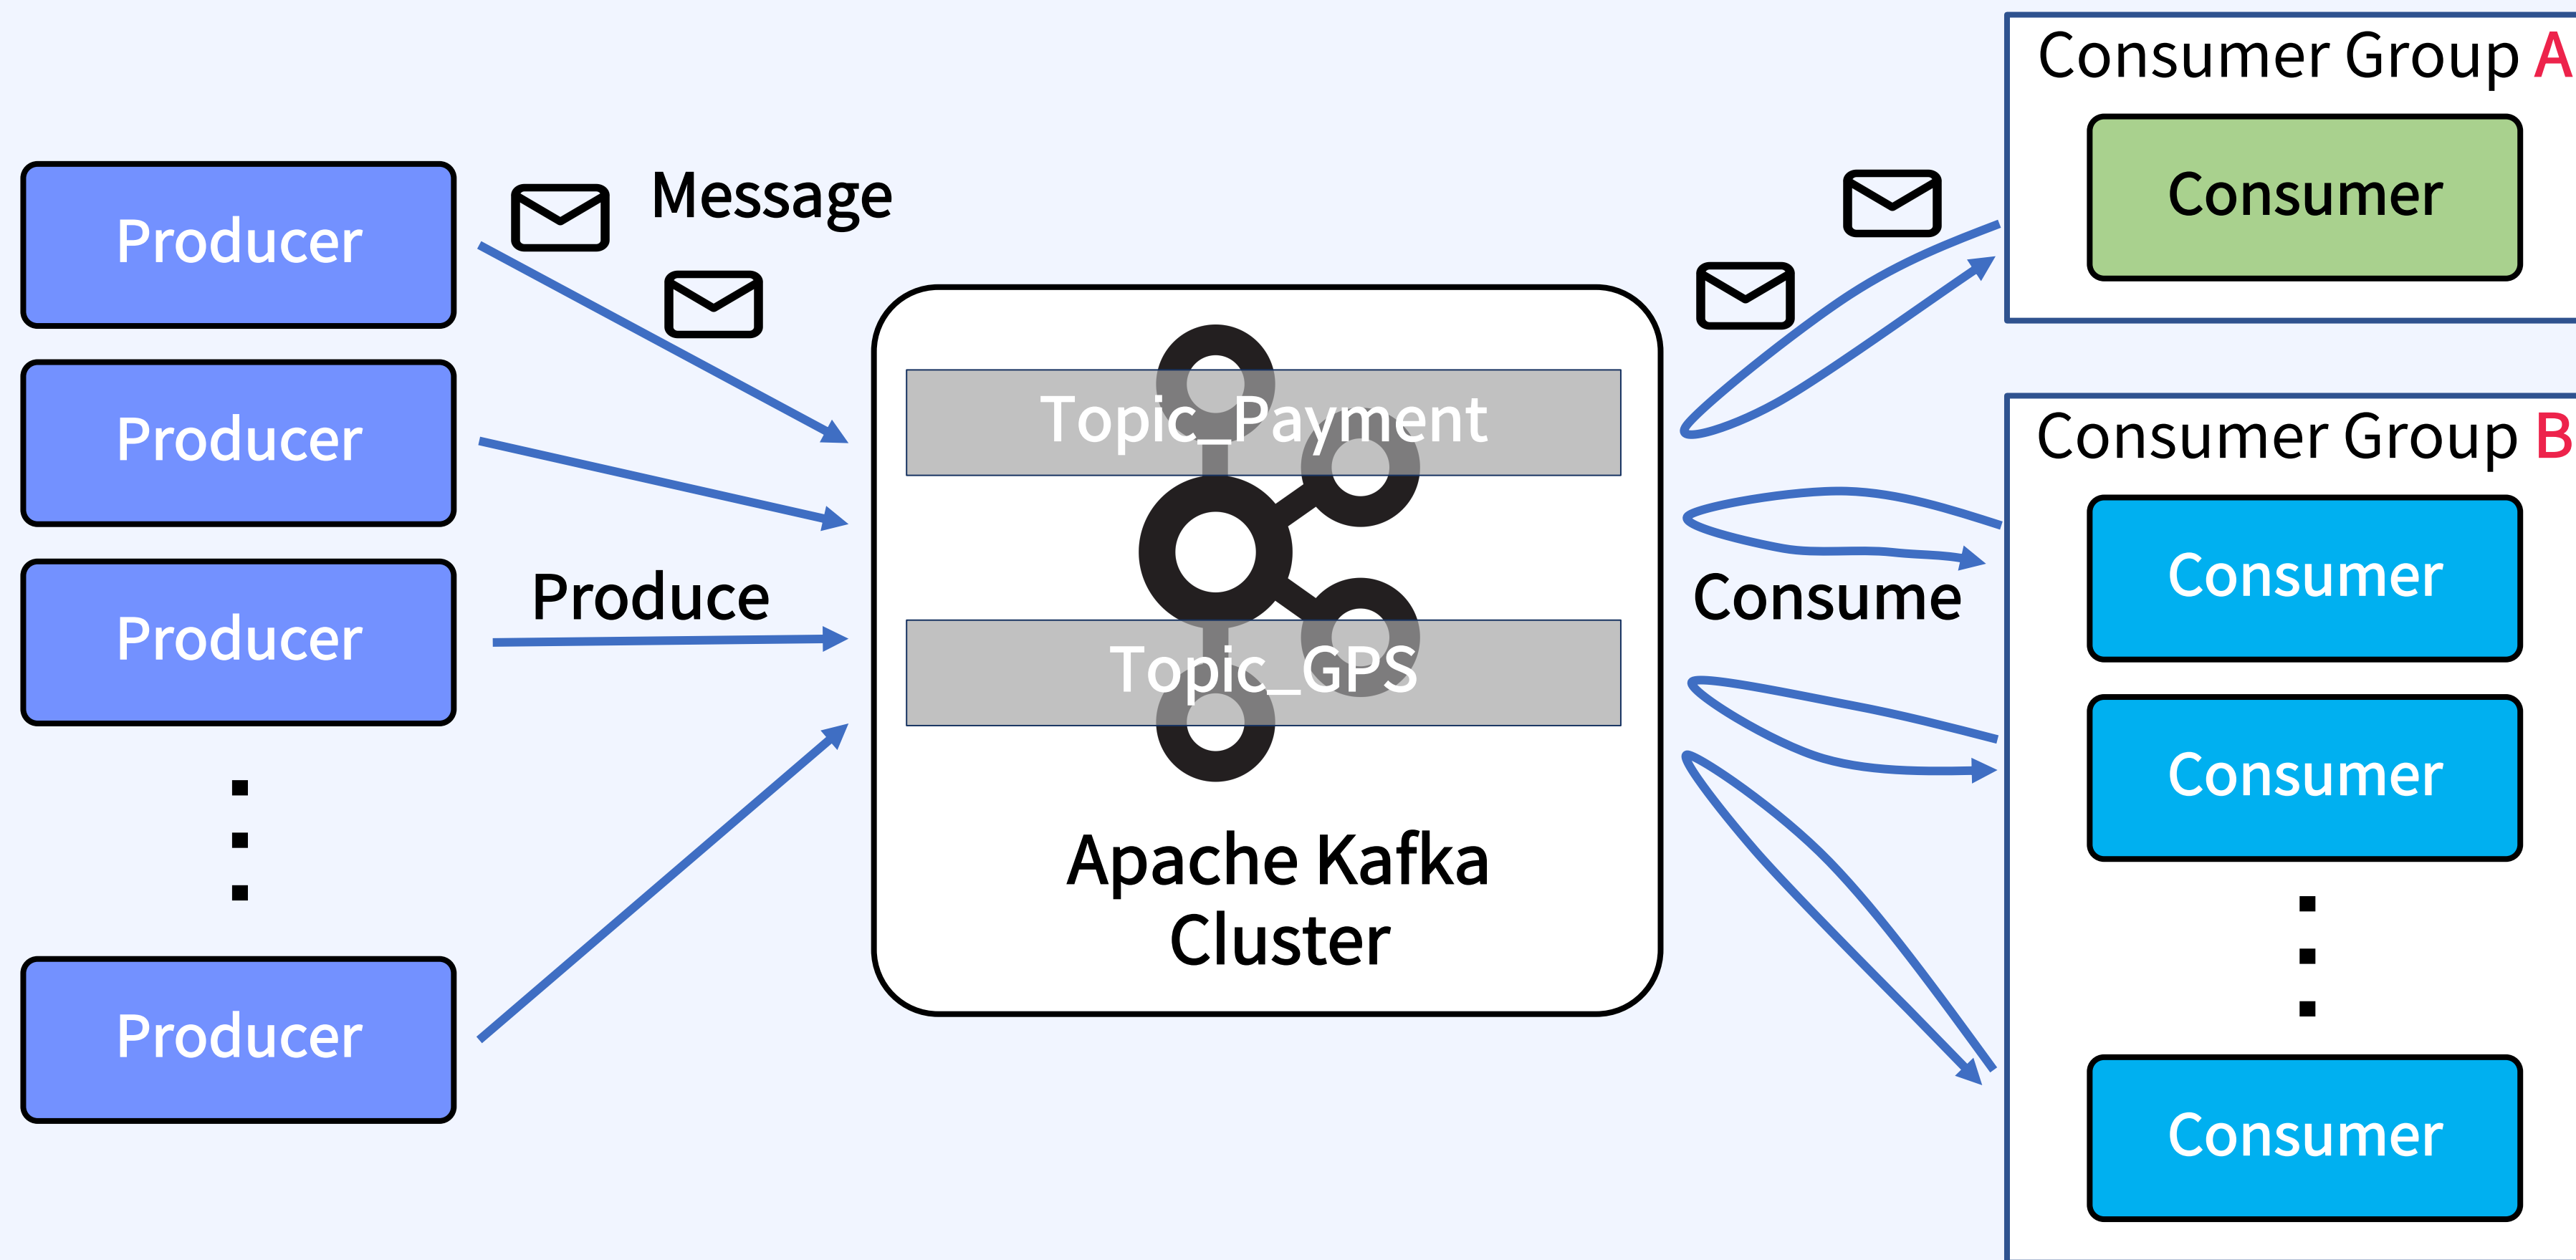 Producer
Producer
Producer
Producer
Message
Produce
Topic_Payment
Topic_GPS
Apache Kafka
Cluster
Consume
Consumer Group A
Consumer
Consumer Group B
Consumer
Consumer
Consumer